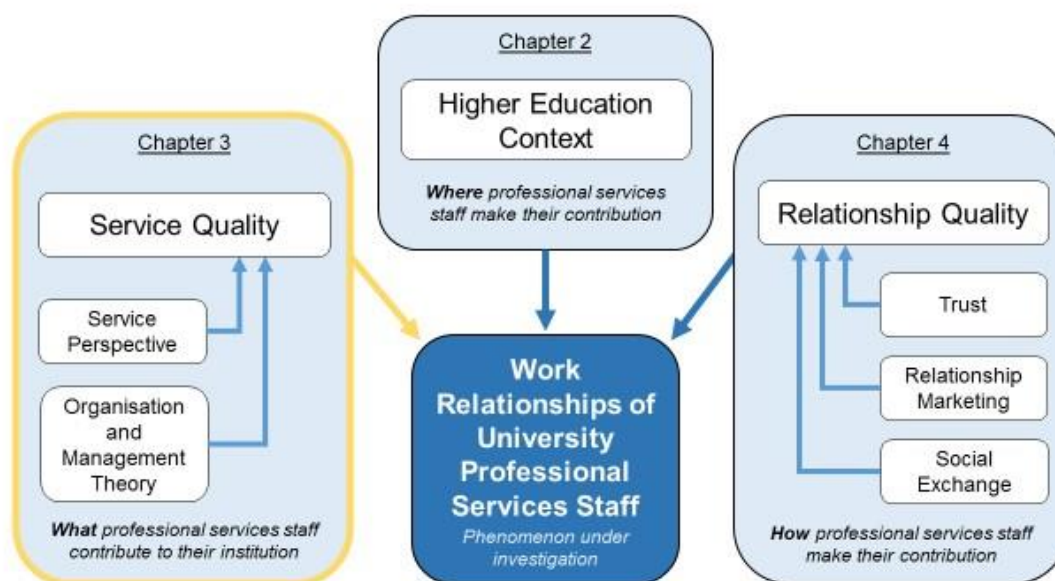 Chapter 2
Higher Education
Context
Where professional services
staff make their contribution
Chapter 3
Service Quality
Service
Perspective
Organisation
and
Management
Theory
What professional services staff
contribute to their institution
Chapter 4
Relationship Quality
Trust
Relationship
Marketing
Social
Exchange
How professional services staff
make their contribution
Work
Relationships of
University
Professional
Services Staff
Phenomenon under
investigation